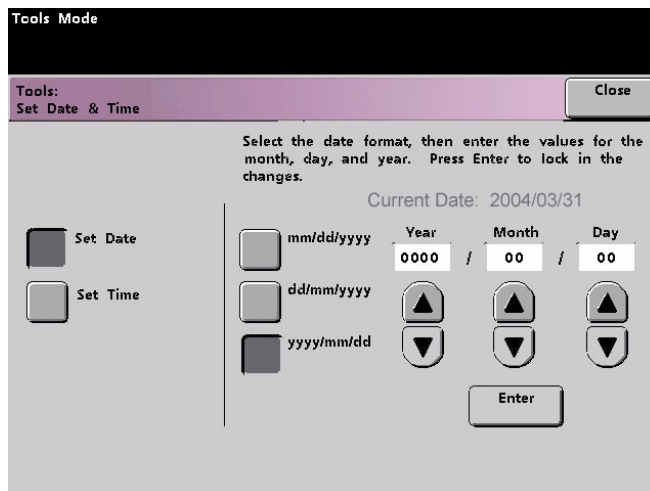 Tools Mode
Tools:
Set Date & Time
Close
Select the date format, then enter the values for the
month, day, and year. Press Enter to lock in the
changes.
Current Date: 2004/03/31
Set Date
Set Time
mm/dd/yyyy
dd/mm/yyyy
yyyy/mm/dd
Year Month Day
0000 / 00 / 00
Enter